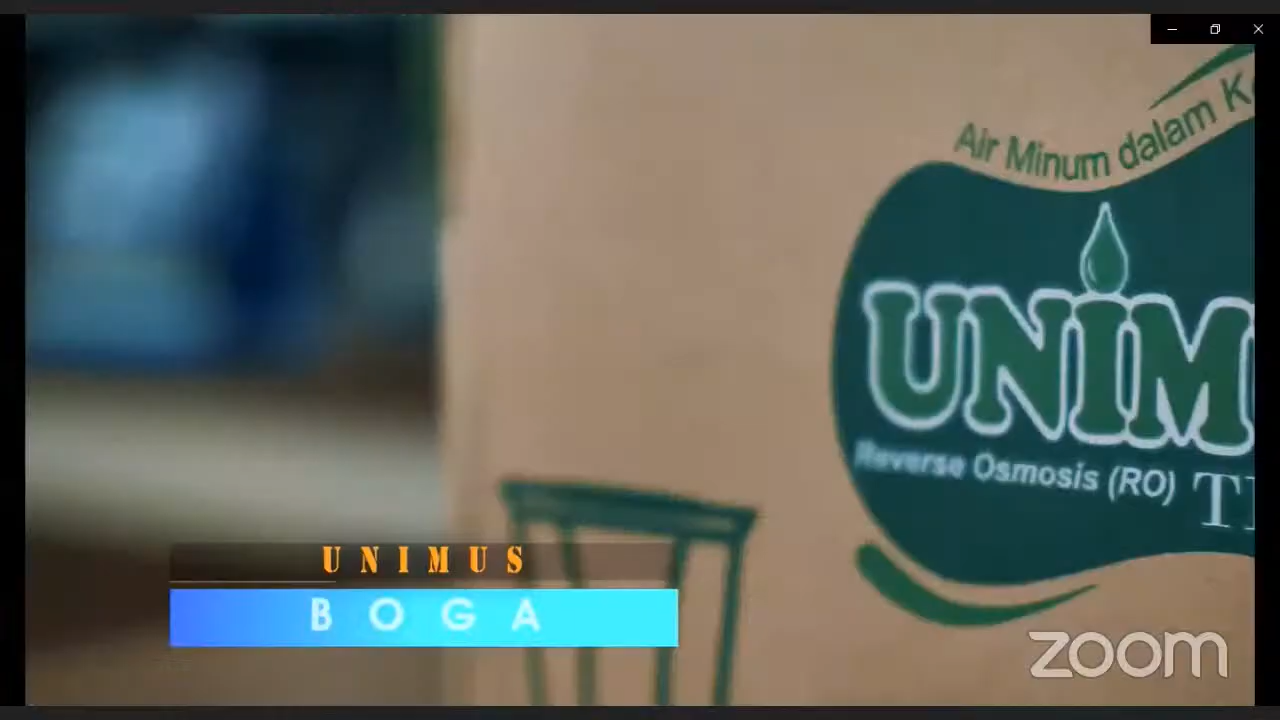 Air Minum dalam
UNIM
Reverse Osmosis (RO)
UNIMUS
BOGA
zoom